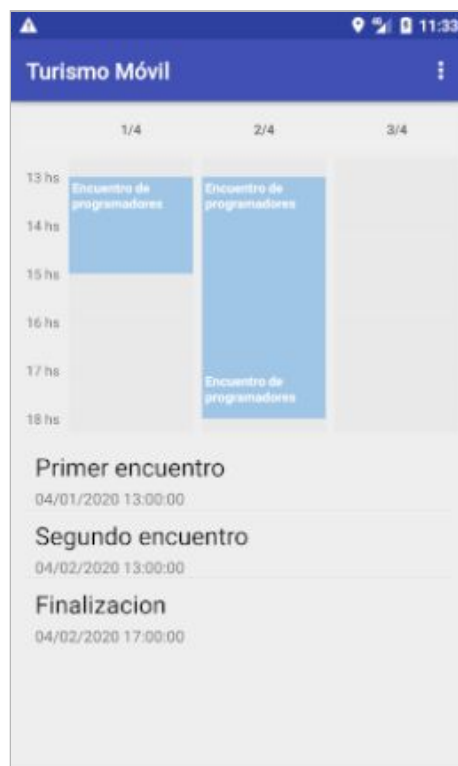 11:33
Turismo Móvil
1/4 2/4 3/4
13 hs
Encuentro de programadores
Encuentro de programadores
14 hs
15 hs
16 hs
17 hs
Encuentro de programadores
18 hs
Primer encuentro
04/01/2020 13:00:00
Segundo encuentro
04/02/2020 13:00:00
Finalizacion
04/02/2020 17:00:00